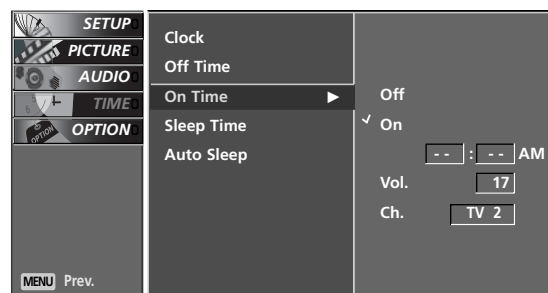 SETUP
PICTURE
AUDIO
TIME
OPTION
MENU Prev.
Clock
Off Time
On Time ►
Sleep Time
Auto Sleep
Off
✓ On
- - : - - AM
Vol. 17
Ch. TV 2